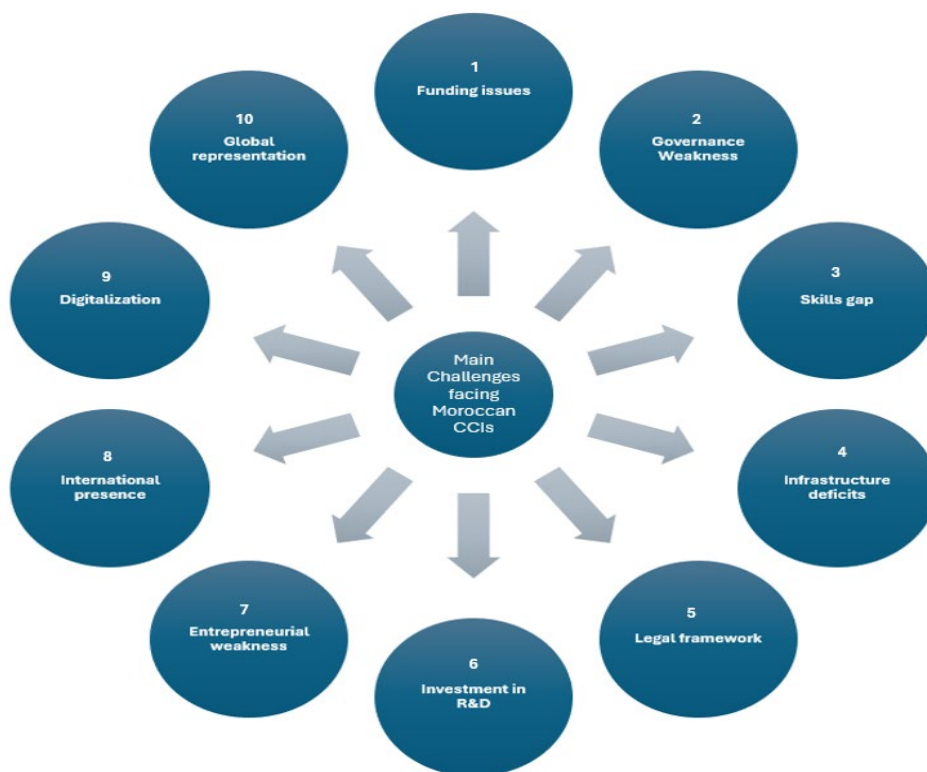 1
Funding issues
2
Governance
Weakness
3
Skills gap
4
Infrastructure
deficits
5
Legal framework
6
Investment in
R&D
7
Entrepreneurial
weakness
8
International
presence
9
Digitalization
10
Global
representation
Main
Challenges
facing
Moroccan
CCIs